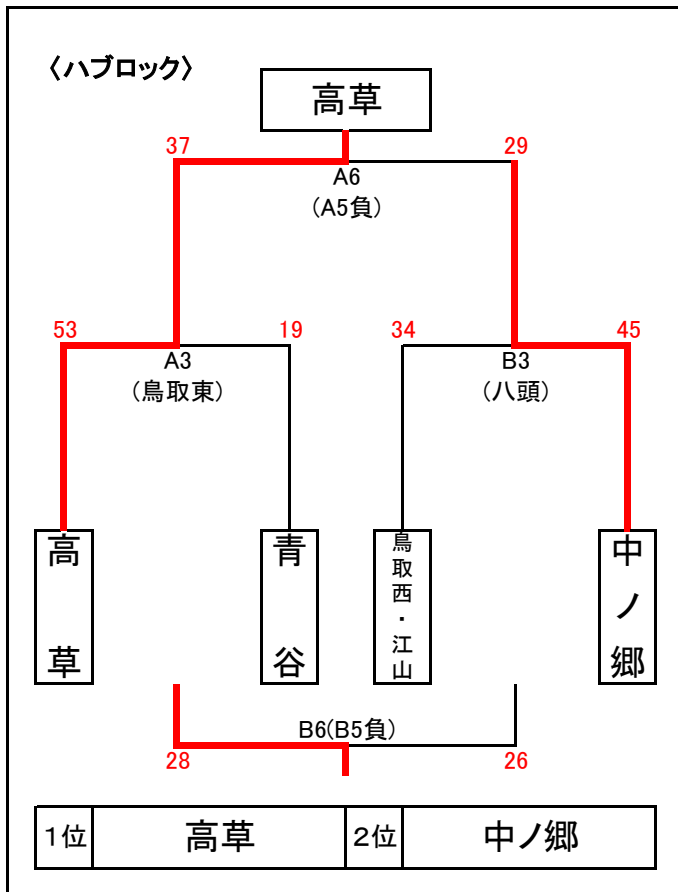 〈ハブロック〉
高草
37
29
A6
(A5負)
53
19
34
45
A3
(鳥取東)
B3
(八頭)
高草
青谷
鳥取西・江山
中ノ郷
B6(B5負)
28
26
1位 高草 2位 中ノ郷